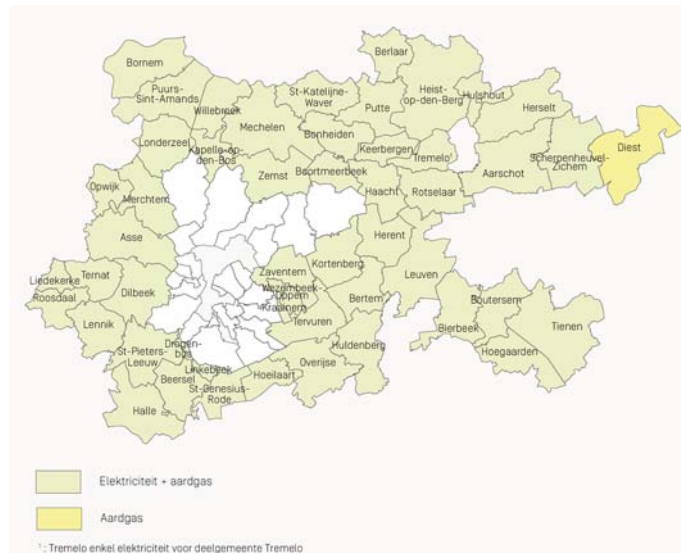 Berlaar
Bornem
Puurs-
Sint-Amands
St-Katelijne-
Waver
Heist-
op-den-Berg
Hulshout
Willebroek
Mechelen
Putte
Herselt
Bonheiden
Londerzeel
Kapelle-op-
den-Bos
Keerbergen
Tremelo¹
Diest
Scherpenheuvel-
Zichem
Zemst
Boortmeerbeek
Aarschot
Opwijk
Merchtem
Haacht
Rotselaar
Asse
Herent
Zaventem
Kortenberg
Leuven
Liedekerke
Ternat
Wezembeek-
Oppem
Roosdaal
Dilbeek
Kraainem
Bertem
Boutersem
Lennik
Tervuren
Bierbeek
Tienen
Drogen-
bos
Huldenberg
St-Pieters-
Leeuw
Hoegaarden
Linkebeek
Overijse
Beersel
Hoeilaart
St-Genesius-
Rode
Halle
Elektriciteit + aardgas
Aardgas
¹ : Tremelo enkel elektriciteit voor deelgemeente Tremelo